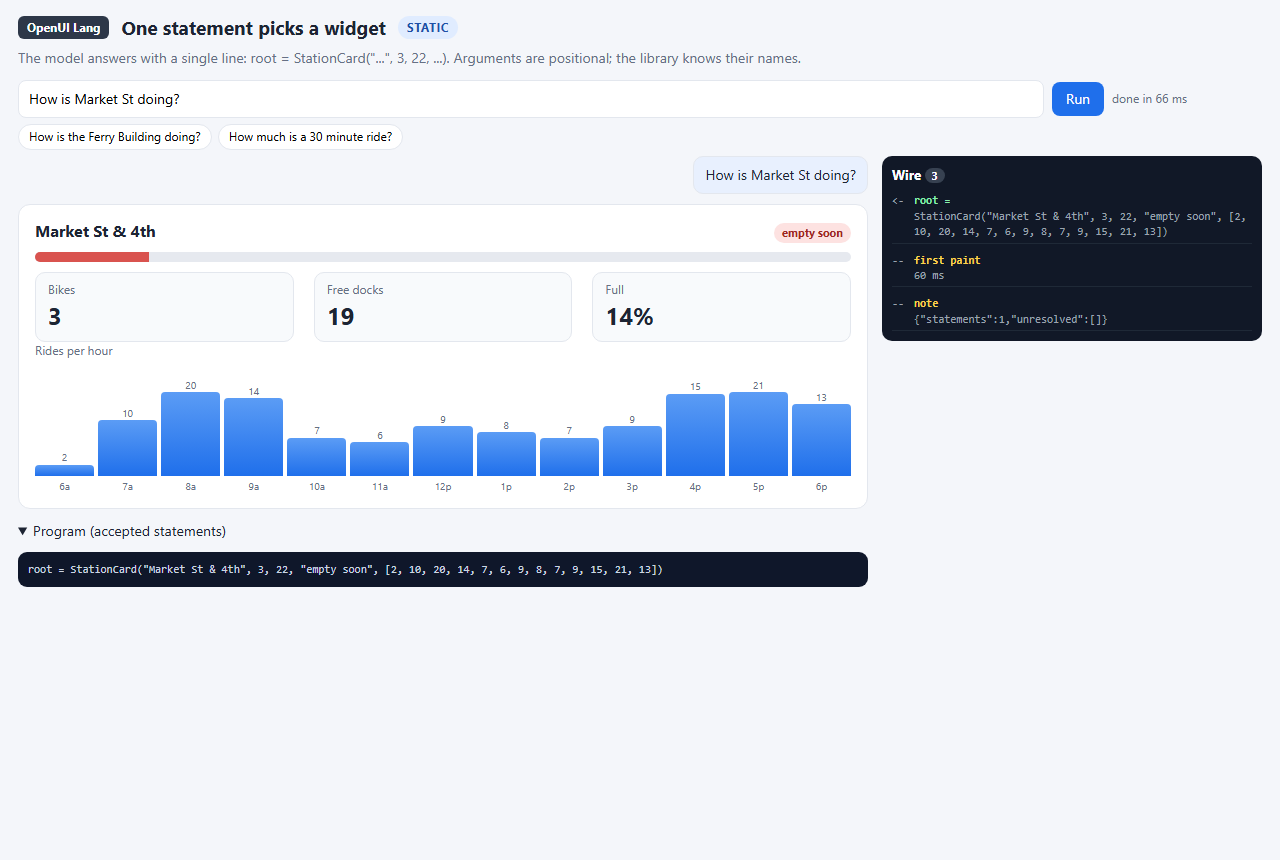 OpenUI Lang One statement picks a widget STATIC
The model answers with a single line: root = StationCard("...", 3, 22, ...). Arguments are positional; the library knows their names.
How is Market St doing? Run done in 66 ms
How is the Ferry Building doing? How much is a 30 minute ride?
How is Market St doing?
Market St & 4th empty soon
Bikes Free docks Full
3 19 14%
Rides per hour
2 10 20 14 7 6 9 8 7 9 15 21 13
6a 7a 8a 9a 10a 11a 12p 1p 2p 3p 4p 5p 6p
Program (accepted statements)
root = StationCard("Market St & 4th", 3, 22, "empty soon", [2, 10, 20, 14, 7, 6, 9, 8, 7, 9, 15, 21, 13])
Wire 3
<- root =
StationCard("Market St & 4th", 3, 22, "empty soon", [2,
10, 20, 14, 7, 6, 9, 8, 7, 9, 15, 21, 13])
-- first paint
60 ms
-- note
{"statements":1,"unresolved":[]}